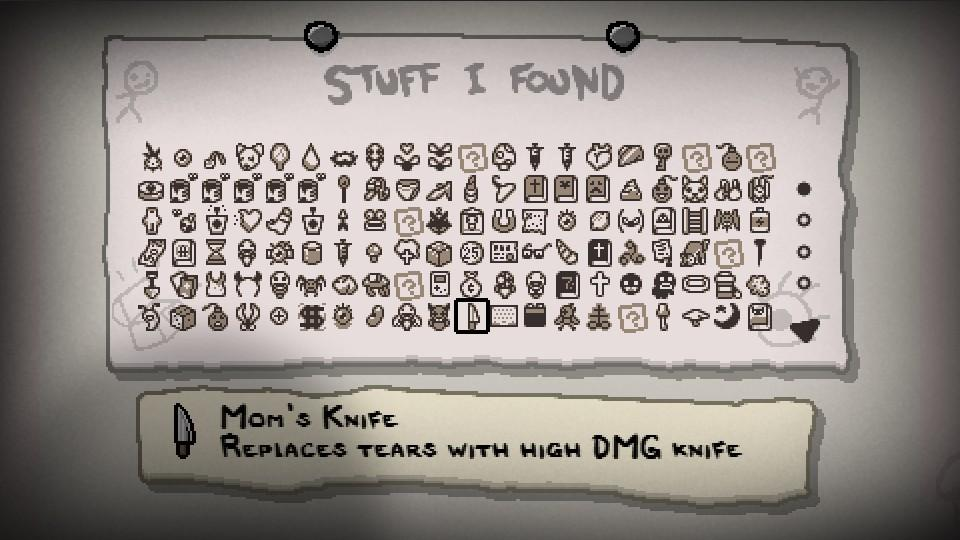 STUFF I FOUND
MOM'S KNIFE
REPLACES TEARS WITH HIGH DMG KNIFE